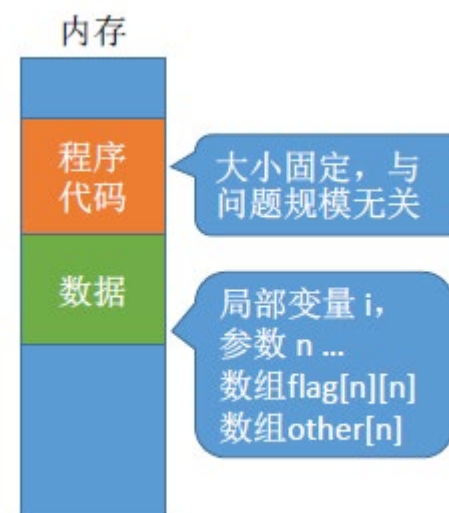 内存
程序
代码
大小固定，与
问题规模无关
数据
局部变量 i，
参数 n ...
数组flag[n][n]
数组other[n]